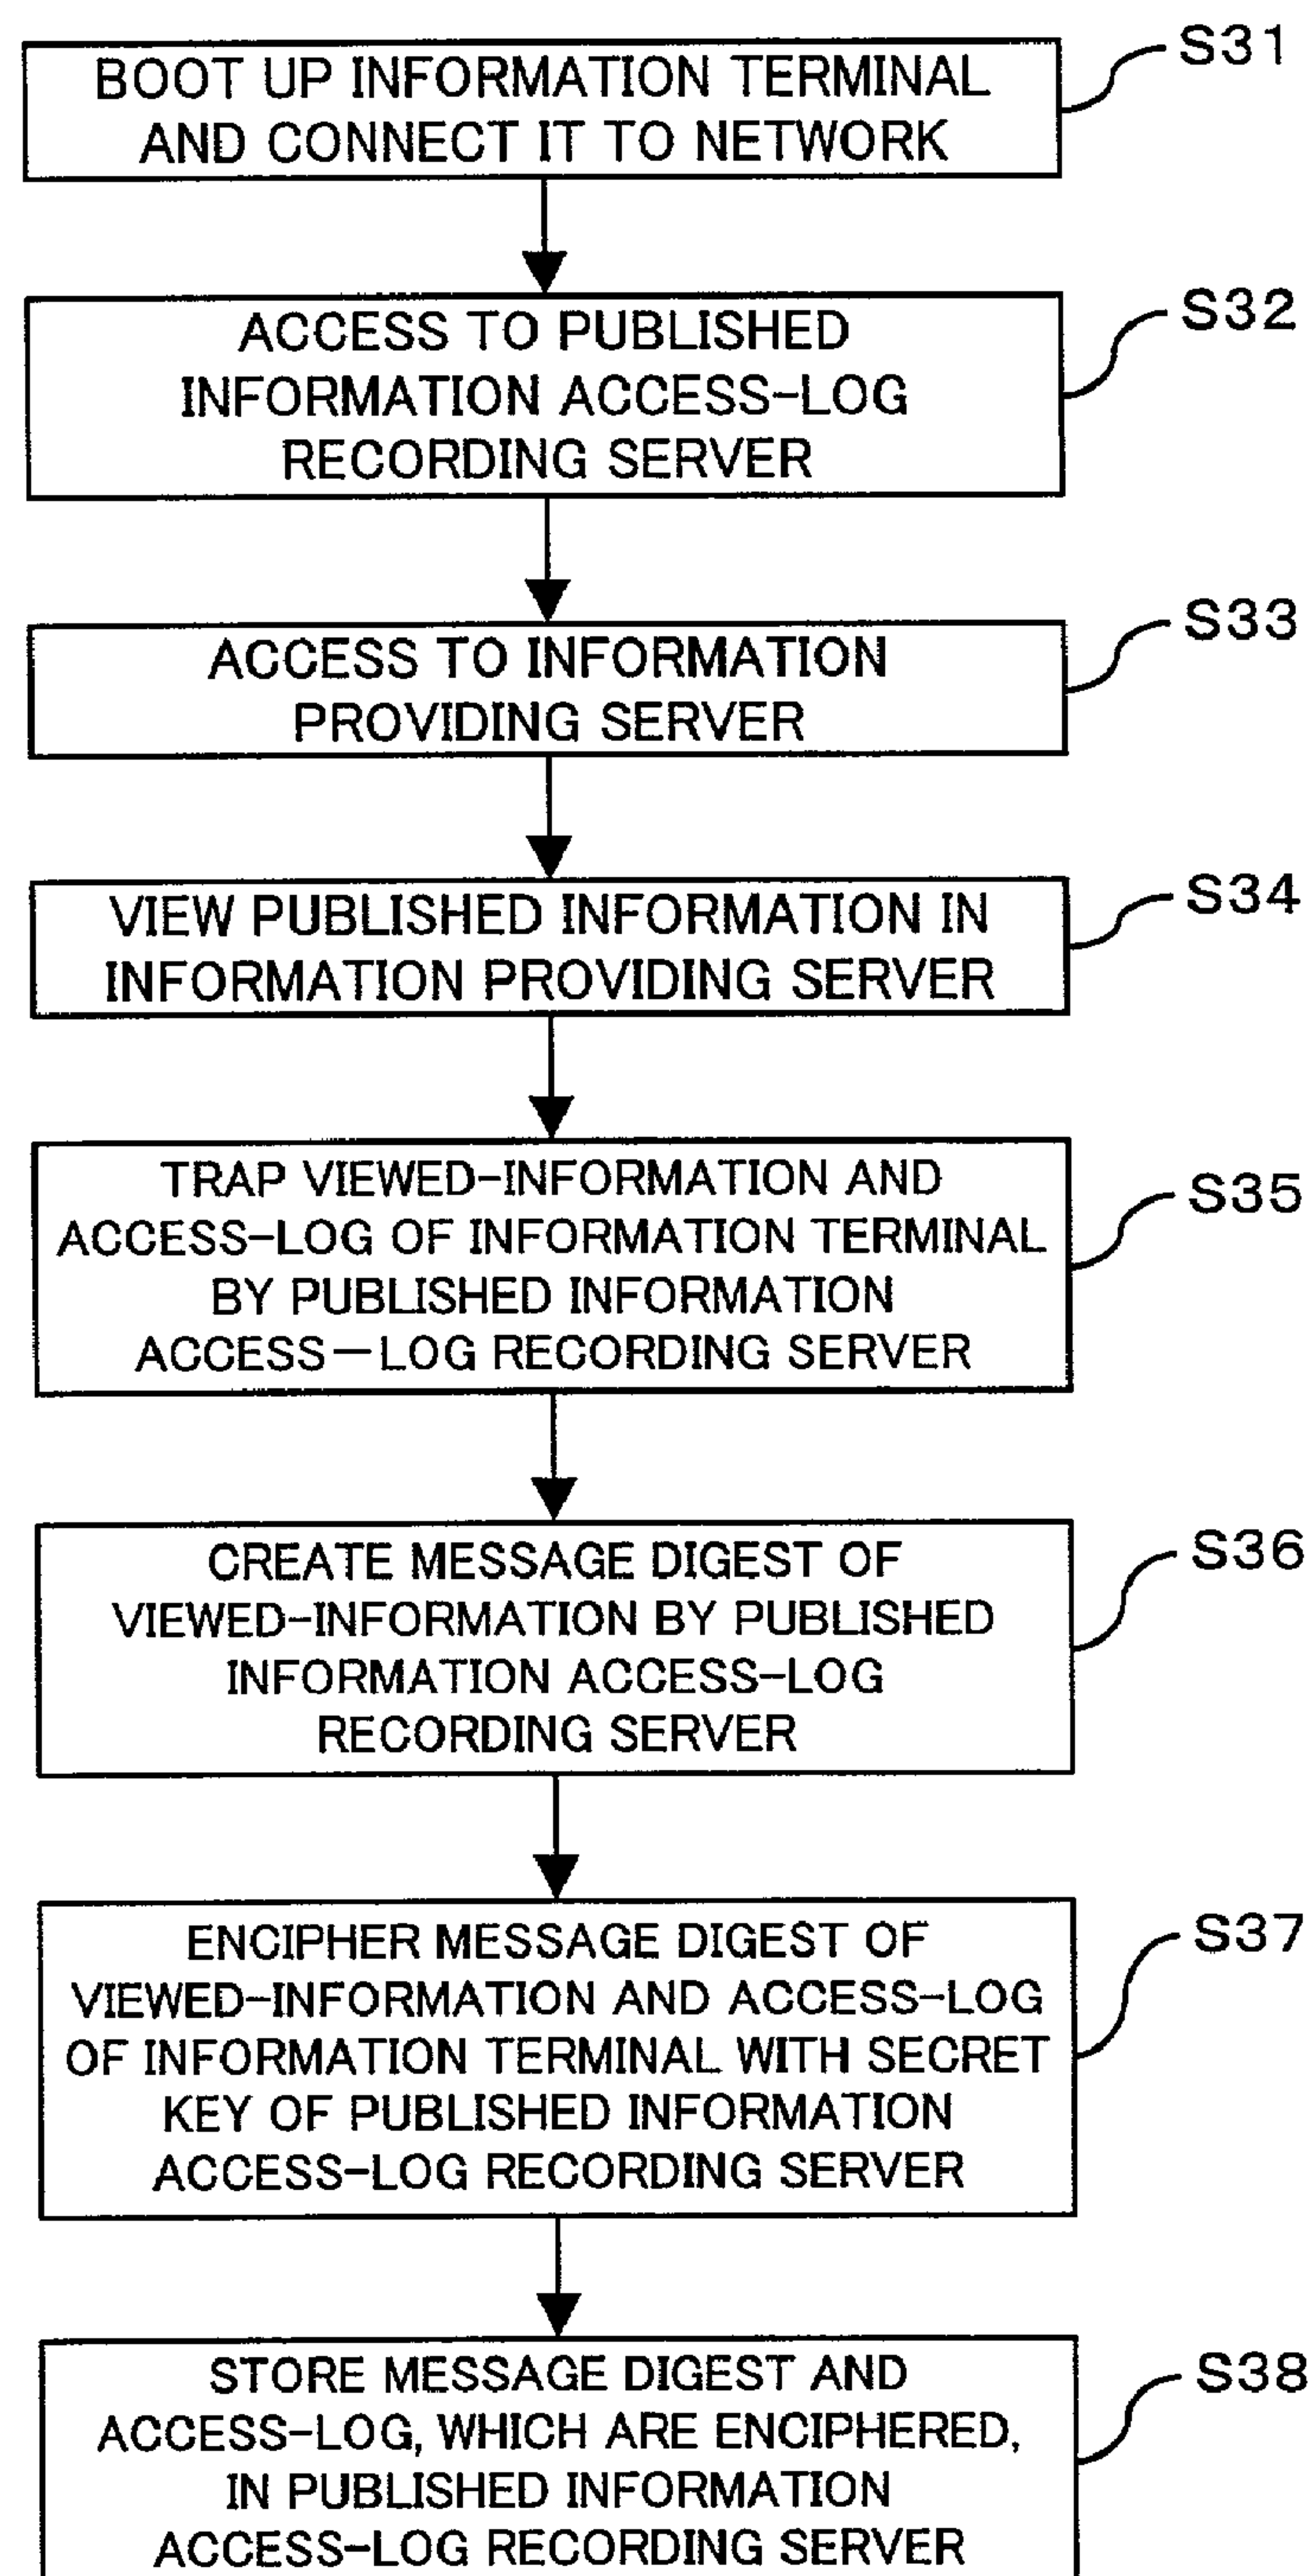 BOOT UP INFORMATION TERMINAL
AND CONNECT IT TO NETWORK
S31
ACCESS TO PUBLISHED
INFORMATION ACCESS-LOG
RECORDING SERVER
S32
ACCESS TO INFORMATION
PROVIDING SERVER
S33
VIEW PUBLISHED INFORMATION IN
INFORMATION PROVIDING SERVER
S34
TRAP VIEWED-INFORMATION AND
ACCESS-LOG OF INFORMATION TERMINAL
BY PUBLISHED INFORMATION
ACCESS—LOG RECORDING SERVER
S35
CREATE MESSAGE DIGEST OF
VIEWED-INFORMATION BY PUBLISHED
INFORMATION ACCESS-LOG
RECORDING SERVER
S36
ENCIPHER MESSAGE DIGEST OF
VIEWED-INFORMATION AND ACCESS-LOG
OF INFORMATION TERMINAL WITH SECRET
KEY OF PUBLISHED INFORMATION
ACCESS-LOG RECORDING SERVER
S37
STORE MESSAGE DIGEST AND
ACCESS-LOG, WHICH ARE ENCIPHERED,
IN PUBLISHED INFORMATION
ACCESS-LOG RECORDING SERVER
S38